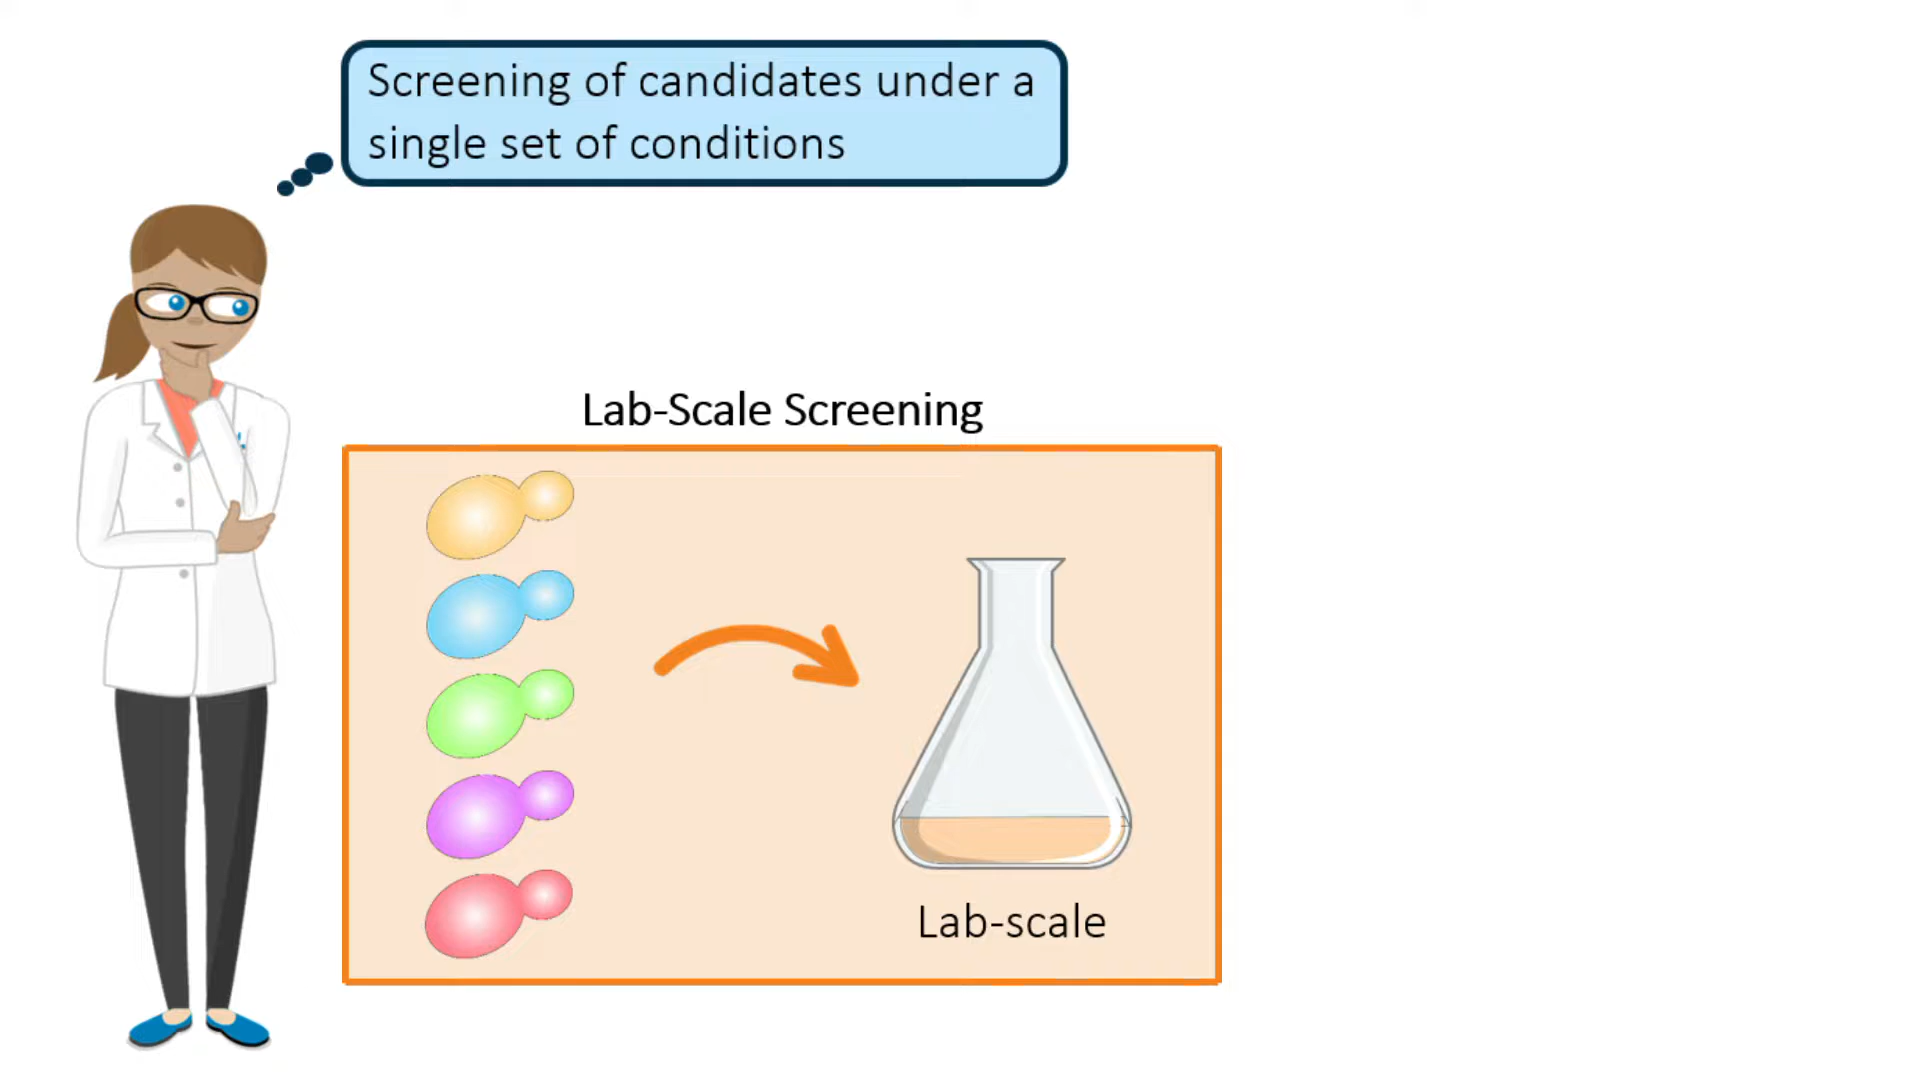 Screening of candidates under a
single set of conditions
Lab-Scale Screening
Lab-scale